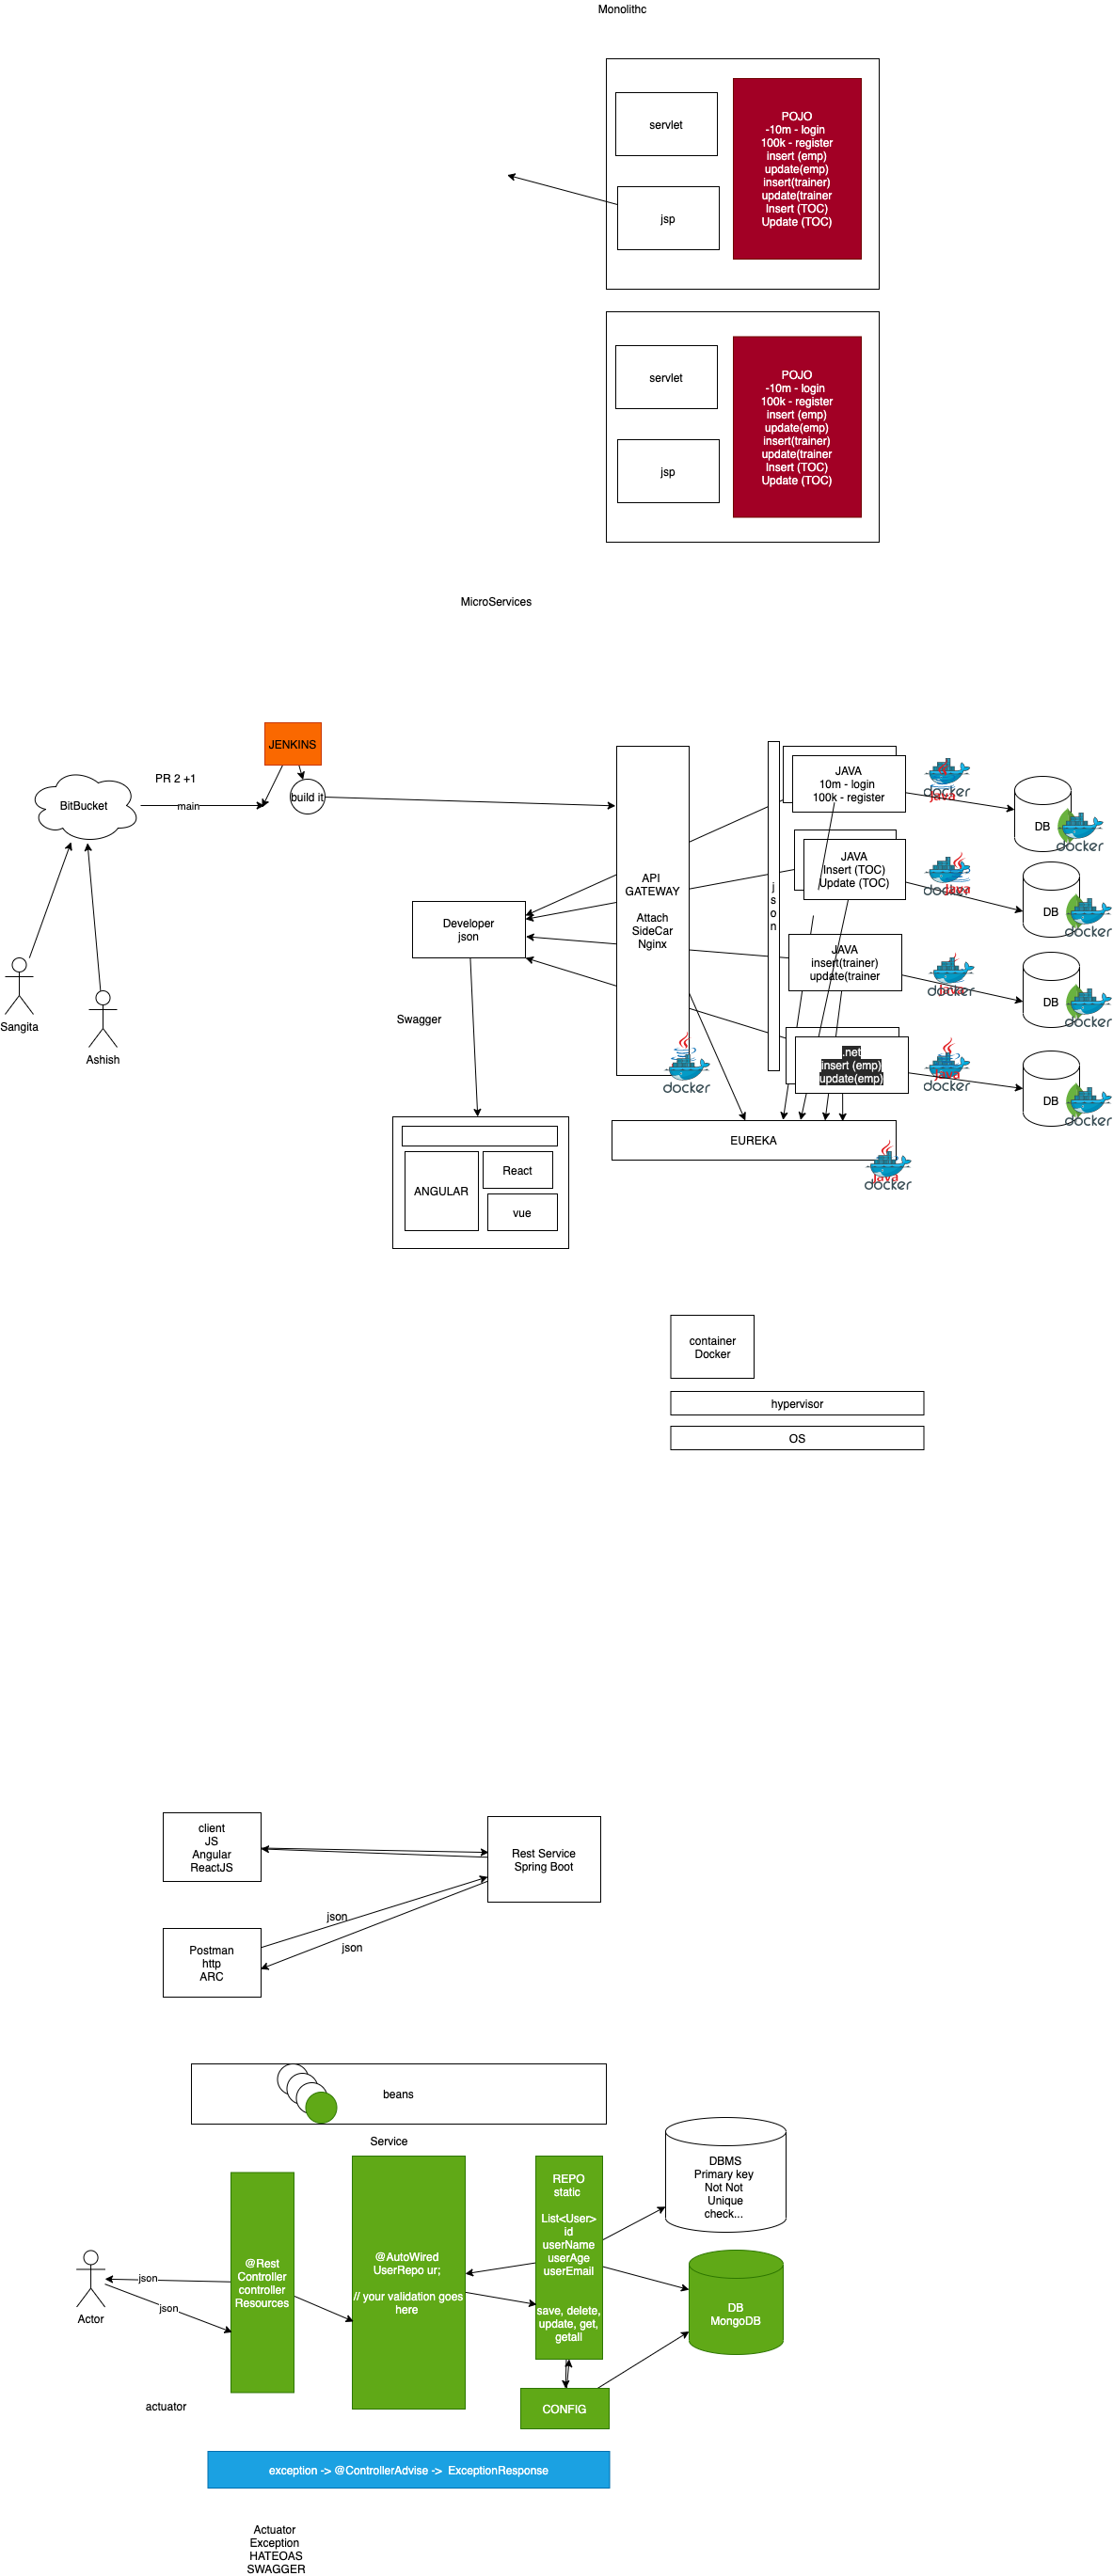 Monolithc
servlet
jsp
POJO
-10m - login
100k - register
insert (emp)
update(emp)
insert(trainer)
update(trainer
Insert (TOC)
Update (TOC)
servlet
jsp
POJO
-10m - login
100k - register
insert (emp)
update(emp)
insert(trainer)
update(trainer
Insert (TOC)
Update (TOC)
MicroServices
JENKINS
build it
PR 2 +1
BitBucket
main
Sangita
Ashish
Developer
json
Swagger
ANGULAR
React
vue
API
GATEWAY
Attach
SideCar
Nginx
docker
j
s
o
n
JAVA
10m - login
100k - register
docker
java
DB
docker
JAVA
Insert (TOC)
Update (TOC)
docker
java
DB
docker
JAVA
insert(trainer)
update(trainer
docker
java
DB
docker
.net
insert (emp)
update(emp)
docker
java
DB
docker
EUREKA
java
docker
container
Docker
hypervisor
OS
client
JS
Angular
ReactJS
Rest Service
Spring Boot
json
json
Postman
http
ARC
beans
Service
@Rest
Controller
controller
Resources
@AutoWired
UserRepo ur;
// your validation goes
here
REPO
static
List<User>
id
userName
userAge
userEmail
save, delete,
update, get,
getall
DBMS
Primary key
Not Not
Unique
check...
DB
MongoDB
json
json
Actor
CONFIG
actuator
exception -> @ControllerAdvise -> ExceptionResponse
Actuator
Exception
HATEOAS
SWAGGER